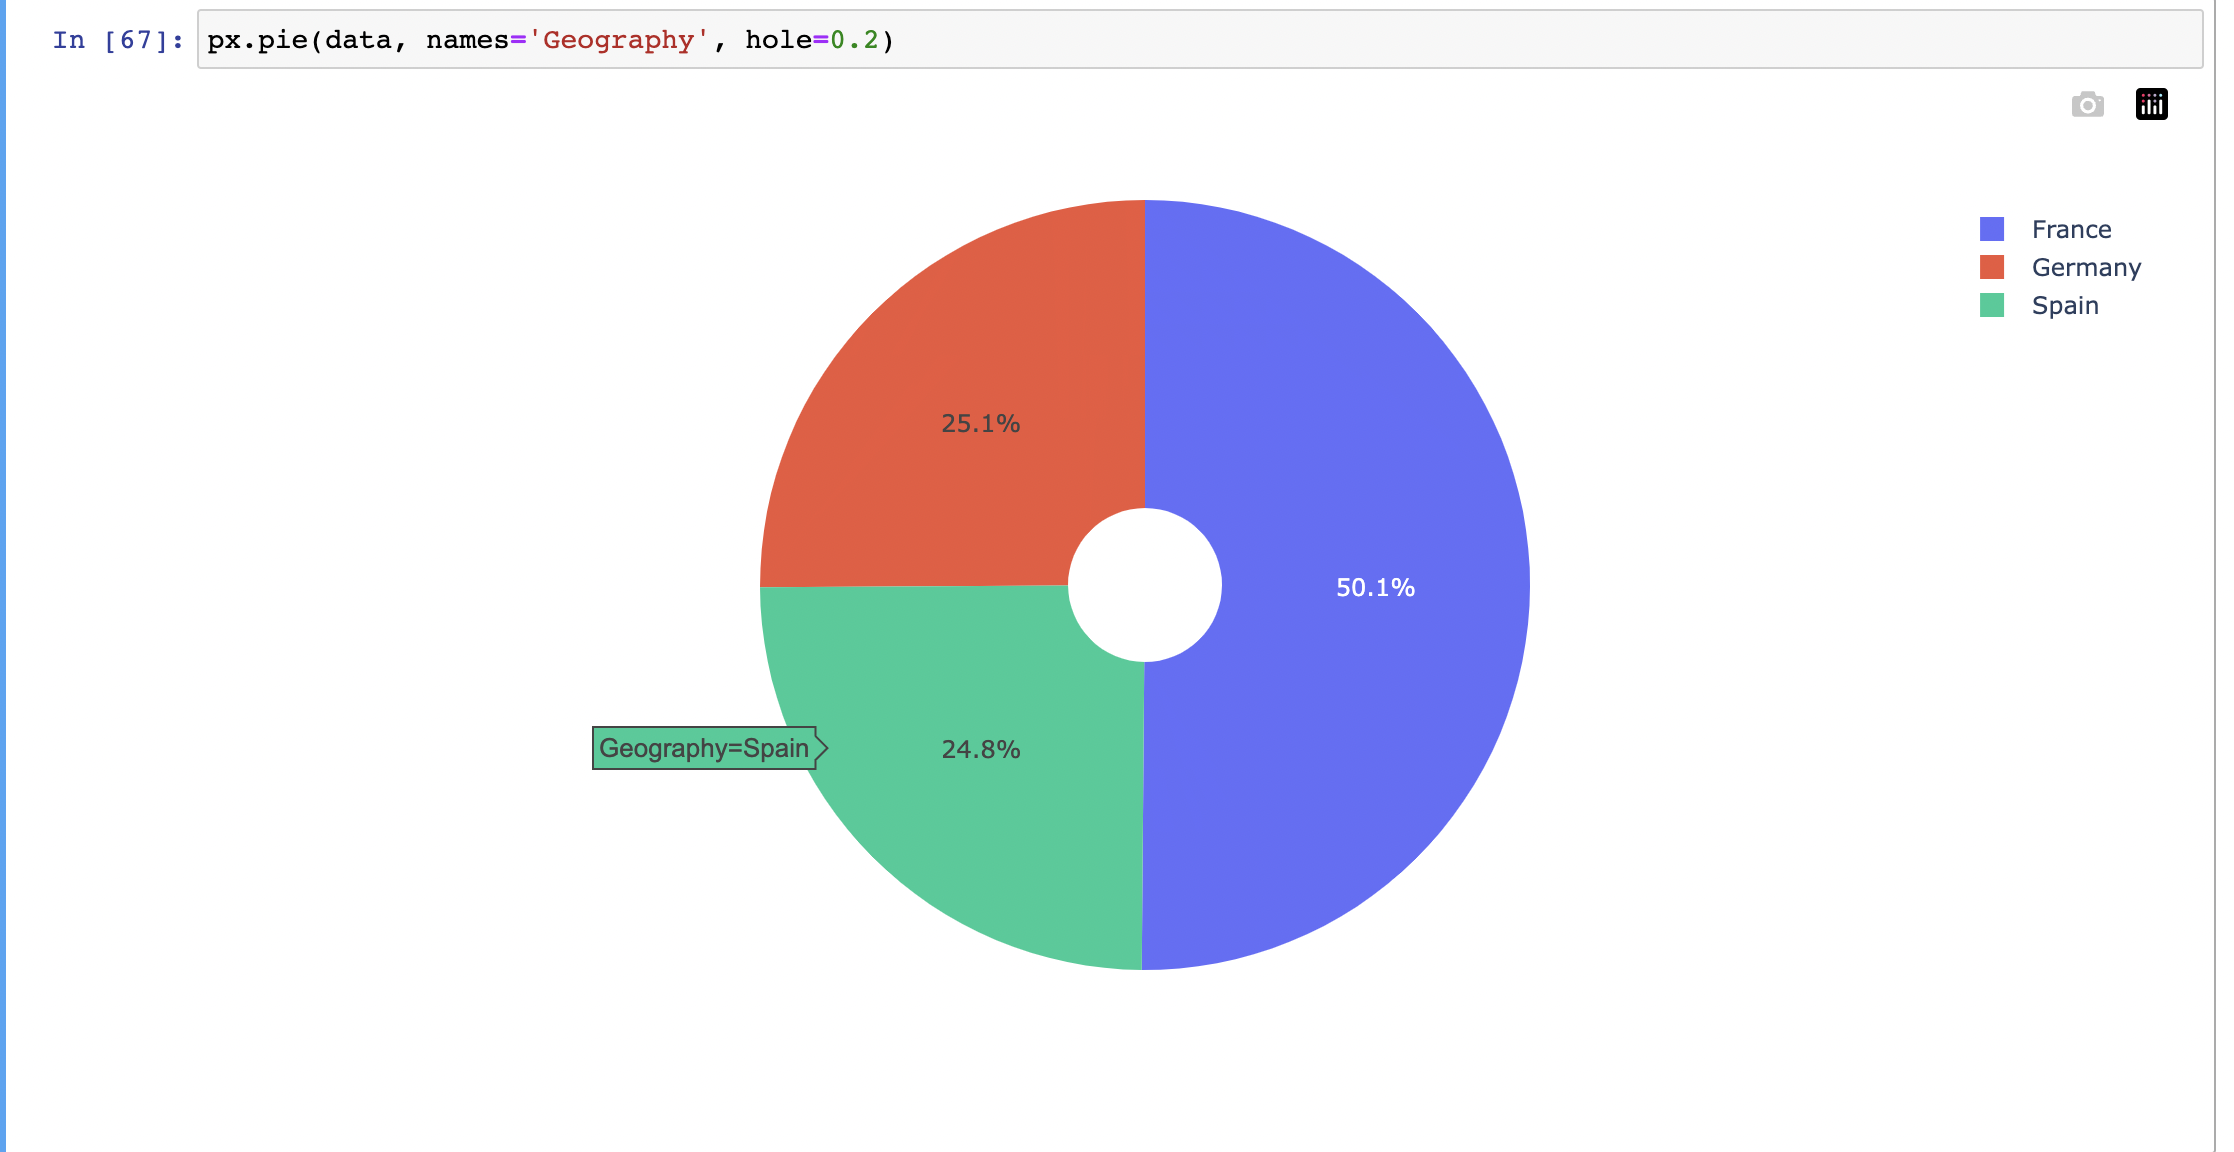 In [67]: px.pie(data, names='Geography', hole=0.2)
France
Germany
Spain
25.1%
50.1%
Geography=Spain
24.8%